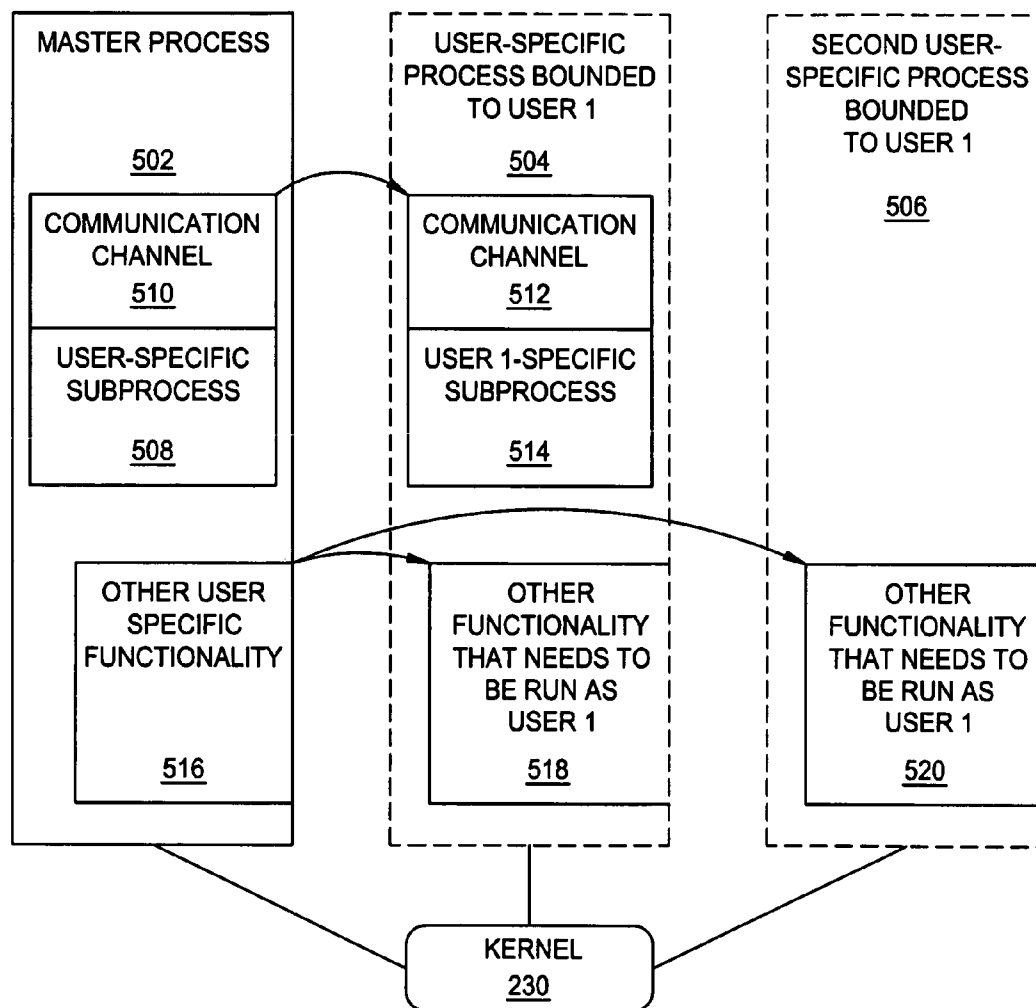 MASTER PROCESS
502
COMMUNICATION
CHANNEL
510
USER-SPECIFIC
SUBPROCESS
508
OTHER USER
SPECIFIC
FUNCTIONALITY
516
USER-SPECIFIC
PROCESS BOUNDED
TO USER 1
504
COMMUNICATION
CHANNEL
512
USER 1-SPECIFIC
SUBPROCESS
514
OTHER
FUNCTIONALITY
THAT NEEDS TO
BE RUN AS
USER 1
518
SECOND USER-
SPECIFIC PROCESS
BOUNDED
TO USER 1
506
OTHER
FUNCTIONALITY
THAT NEEDS TO
BE RUN AS
USER 1
520
KERNEL
230